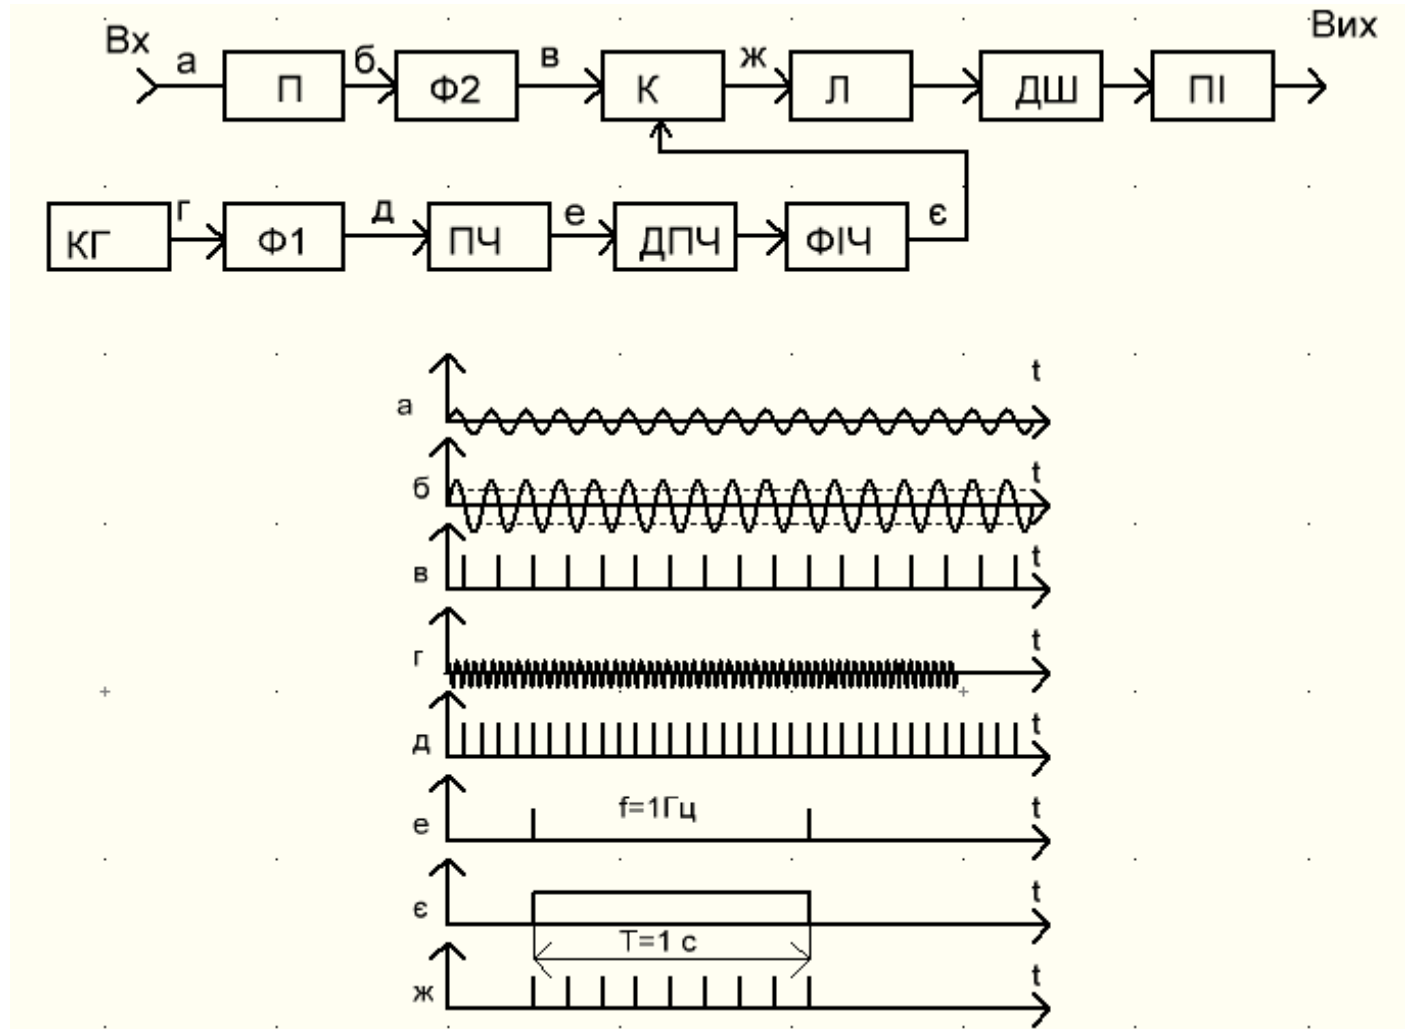 Вх а П б Ф2 в К ж Л ДШ ПІ Вих
КГ г Ф1 д ПЧ е ДПЧ ФІЧ є
а t
б t
в t
г t
д t
е f=1Гц t
є t
T=1 с
ж t